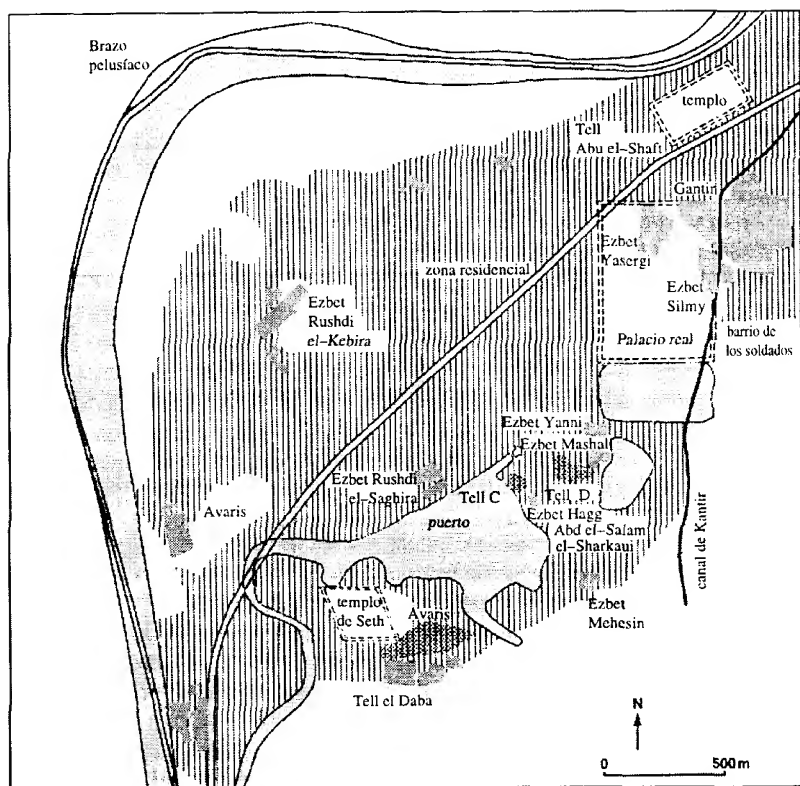 Brazo
pelusíaco
templo
Tell
Abu el–Shaft
Gantir
Ezbet
Yasergi
zona residencial
Ezbet
Silmy
Ezbet
Rushdi
el–Kebira
Palacio real
barrio de
los soldados
Ezbet Yanni
Ezbet Mashal
Ezbet Rushdi
el–Saghira
Tell C
Tell D
Avaris
puerto
Ezbet Hagg
Abd el–Salam
el–Sharkaui
canal de Kantir
templo
de Seth
Avaris
Ezbet
Mehesin
Tell el Daba
N
0 500 m